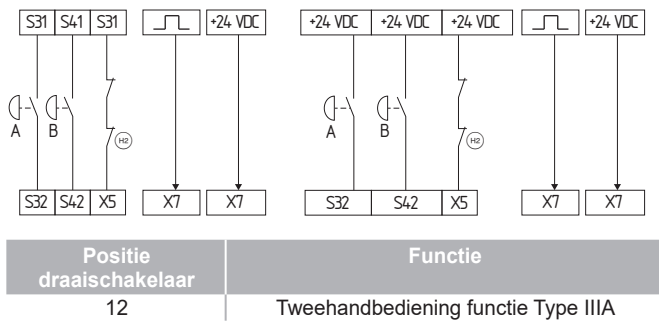 S31 S41 S31 +24 VDC +24 VDC +24 VDC +24 VDC +24 VDC
A B H2 A B H2
S32 S42 X5 X7 X7 S32 S42 X5 X7 X7
Positie draaischakelaar Functie
12 Tweehandbediening functie Type IIIA